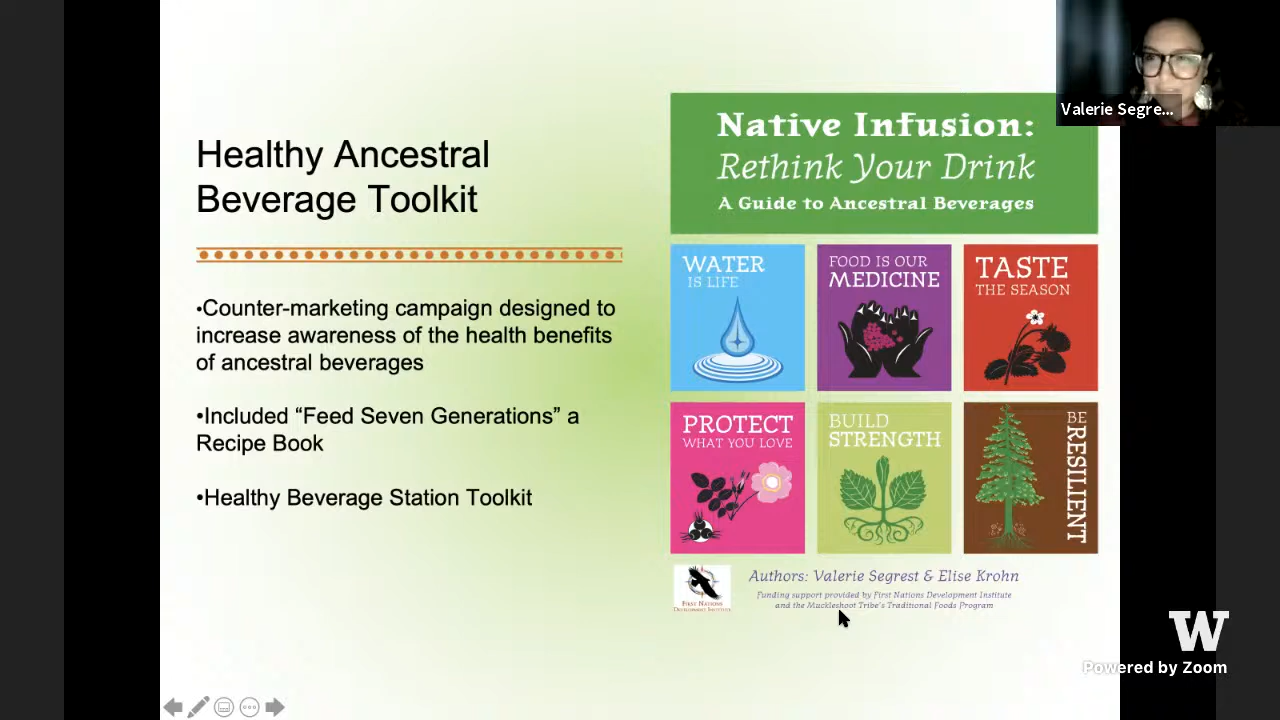 Healthy Ancestral
Beverage Toolkit
•Counter-marketing campaign designed to
increase awareness of the health benefits
of ancestral beverages
•Included “Feed Seven Generations” a
Recipe Book
•Healthy Beverage Station Toolkit
Native Infusion:
Rethink Your Drink
A Guide to Ancestral Beverages
WATER
IS LIFE
FOOD IS OUR
MEDICINE
TASTE
THE SEASON
PROTECT
WHAT YOU LOVE
BUILD
STRENGTH
BE
RESILIENT
FIRST NATIONS
DEVELOPMENT INSTITUTE
Authors: Valerie Segrest & Elise Krohn
Funding support provided by First Nations Development Institute
and the Muckleshoot Tribe's Traditional Foods Program
Valerie Segre...
W
Powered by Zoom